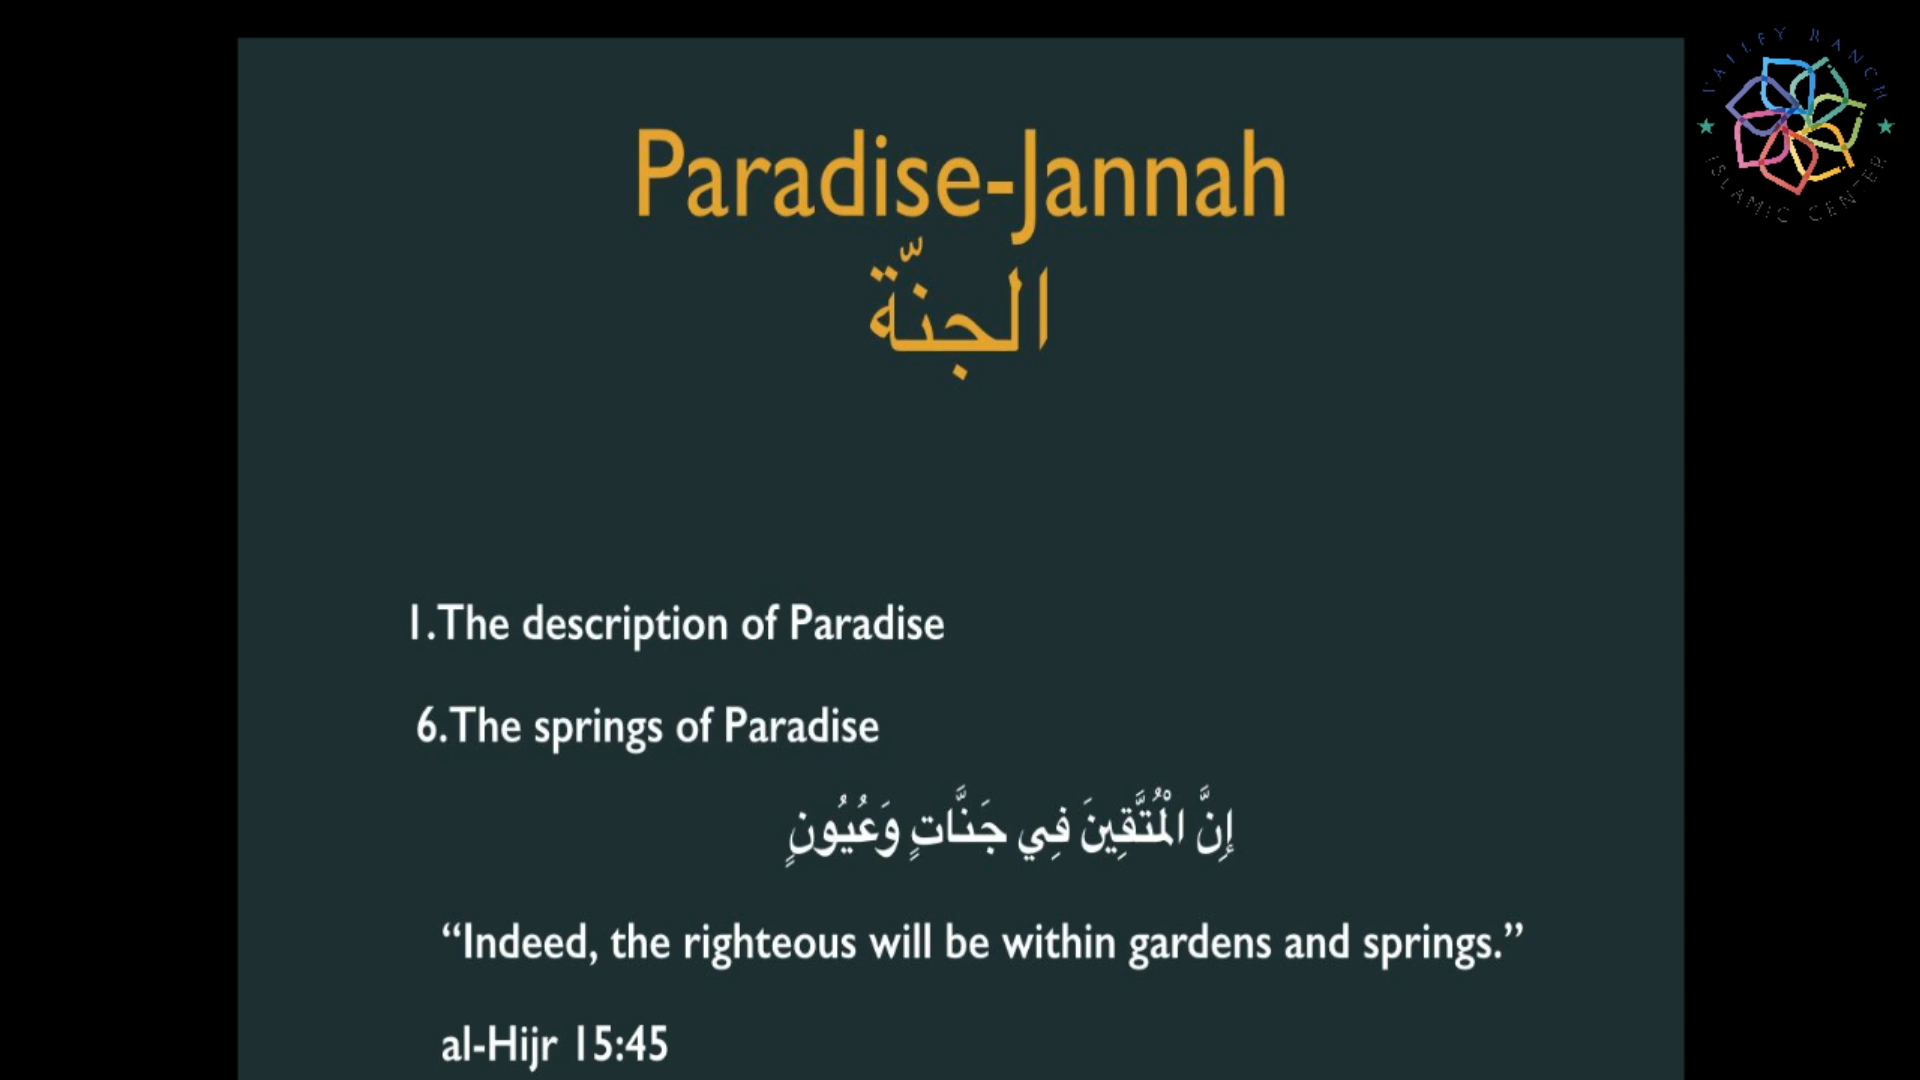 VALLEY RANCH
ISLAMIC CENTER
Paradise-Jannah
الجنّة
1.The description of Paradise
6.The springs of Paradise
إِنَّ الْمُتَّقِينَ فِي جَنَّاتٍ وَعُيُونٍ
“Indeed, the righteous will be within gardens and springs.”
al-Hijr 15:45